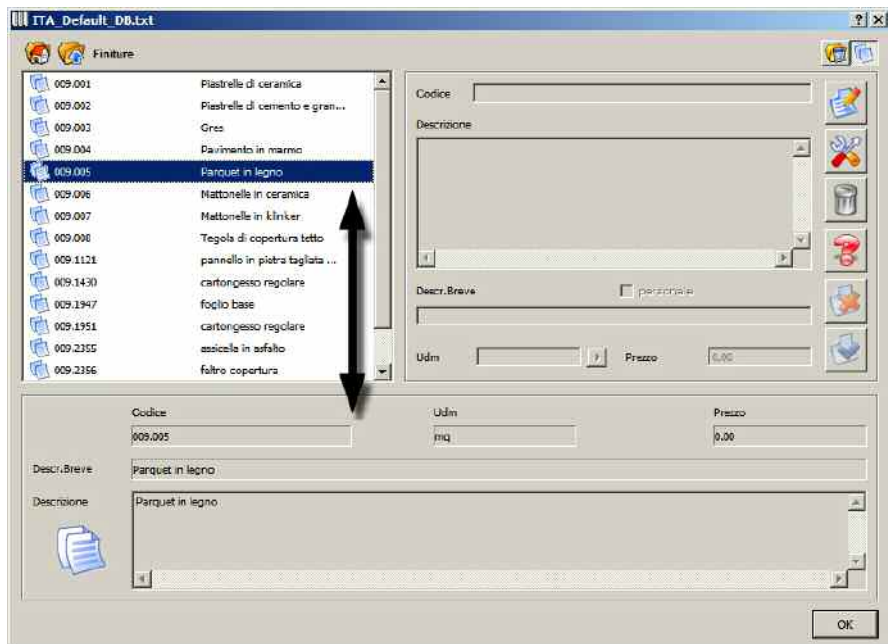 ITA_Default_DB.txt
Finiture
009.001 Piastrelle di ceramica
009.002 Piastrelle di cemento e gran...
009.003 Gres
009.004 Pavimento in marmo
009.005 Parquet in legno
009.006 Mattonelle in ceramica
009.007 Mattonelle in klinker
009.008 Tegola di copertura tetto
009.1121 pannello in pietra tagliata ...
009.1430 cartongesso regolare
009.1947 foglio base
009.1951 cartongesso regolare
009.2355 assicella in asfalto
009.2356 feltro copertura
Codice
Descrizione
Descr.Breve personale
Udm Prezzo 0.00
Codice Udm Prezzo
009.005 mq 0.00
Descr.Breve Parquet in legno
Descrizione Parquet in legno
OK